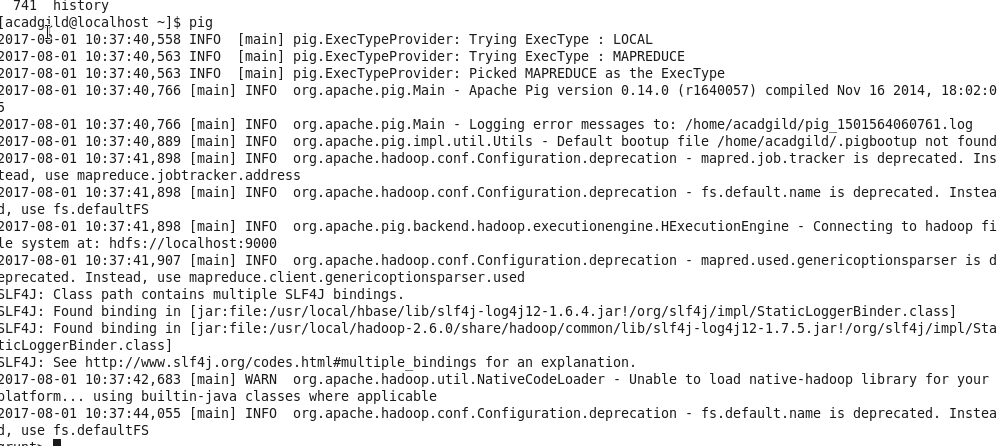 741  history
[acadgild@localhost ~]$ pig
2017-08-01 10:37:40,558 INFO  [main] pig.ExecTypeProvider: Trying ExecType : LOCAL
2017-08-01 10:37:40,563 INFO  [main] pig.ExecTypeProvider: Trying ExecType : MAPREDUCE
2017-08-01 10:37:40,563 INFO  [main] pig.ExecTypeProvider: Picked MAPREDUCE as the ExecType
2017-08-01 10:37:40,766 [main] INFO  org.apache.pig.Main - Apache Pig version 0.14.0 (r1640057) compiled Nov 16 2014, 18:02:0
5
2017-08-01 10:37:40,766 [main] INFO  org.apache.pig.Main - Logging error messages to: /home/acadgild/pig_1501564060761.log
2017-08-01 10:37:40,889 [main] INFO  org.apache.pig.impl.util.Utils - Default bootup file /home/acadgild/.pigbootup not found
2017-08-01 10:37:41,898 [main] INFO  org.apache.hadoop.conf.Configuration.deprecation - mapred.job.tracker is deprecated. Ins
tead, use mapreduce.jobtracker.address
2017-08-01 10:37:41,898 [main] INFO  org.apache.hadoop.conf.Configuration.deprecation - fs.default.name is deprecated. Instea
d, use fs.defaultFS
2017-08-01 10:37:41,898 [main] INFO  org.apache.pig.backend.hadoop.executionengine.HExecutionEngine - Connecting to hadoop fi
le system at: hdfs://localhost:9000
2017-08-01 10:37:41,907 [main] INFO  org.apache.hadoop.conf.Configuration.deprecation - mapred.used.genericoptionsparser is d
eprecated. Instead, use mapreduce.client.genericoptionsparser.used
SLF4J: Class path contains multiple SLF4J bindings.
SLF4J: Found binding in [jar:file:/usr/local/hbase/lib/slf4j-log4j12-1.6.4.jar!/org/slf4j/impl/StaticLoggerBinder.class]
SLF4J: Found binding in [jar:file:/usr/local/hadoop-2.6.0/share/hadoop/common/lib/slf4j-log4j12-1.7.5.jar!/org/slf4j/impl/Sta
ticLoggerBinder.class]
SLF4J: See http://www.slf4j.org/codes.html#multiple_bindings for an explanation.
2017-08-01 10:37:42,683 [main] WARN  org.apache.hadoop.util.NativeCodeLoader - Unable to load native-hadoop library for your
platform... using builtin-java classes where applicable
2017-08-01 10:37:44,055 [main] INFO  org.apache.hadoop.conf.Configuration.deprecation - fs.default.name is deprecated. Instea
d, use fs.defaultFS
grunt>